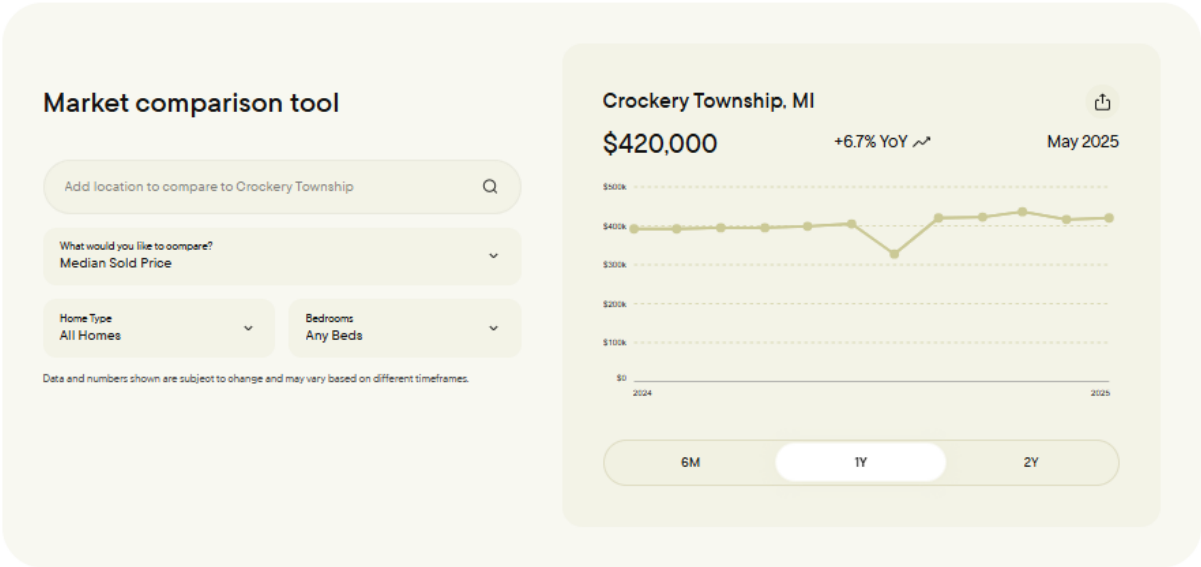 Market comparison tool
Add location to compare to Crockery Township
What would you like to compare?
Median Sold Price
Home Type
All Homes
Bedrooms
Any Beds
Data and numbers shown are subject to change and may vary based on different timeframes.
Crockery Township, MI
$420,000
+6.7% YoY
May 2025
$500k
$400k
$300k
$200k
$100k
$0
2024
2025
6M
1Y
2Y